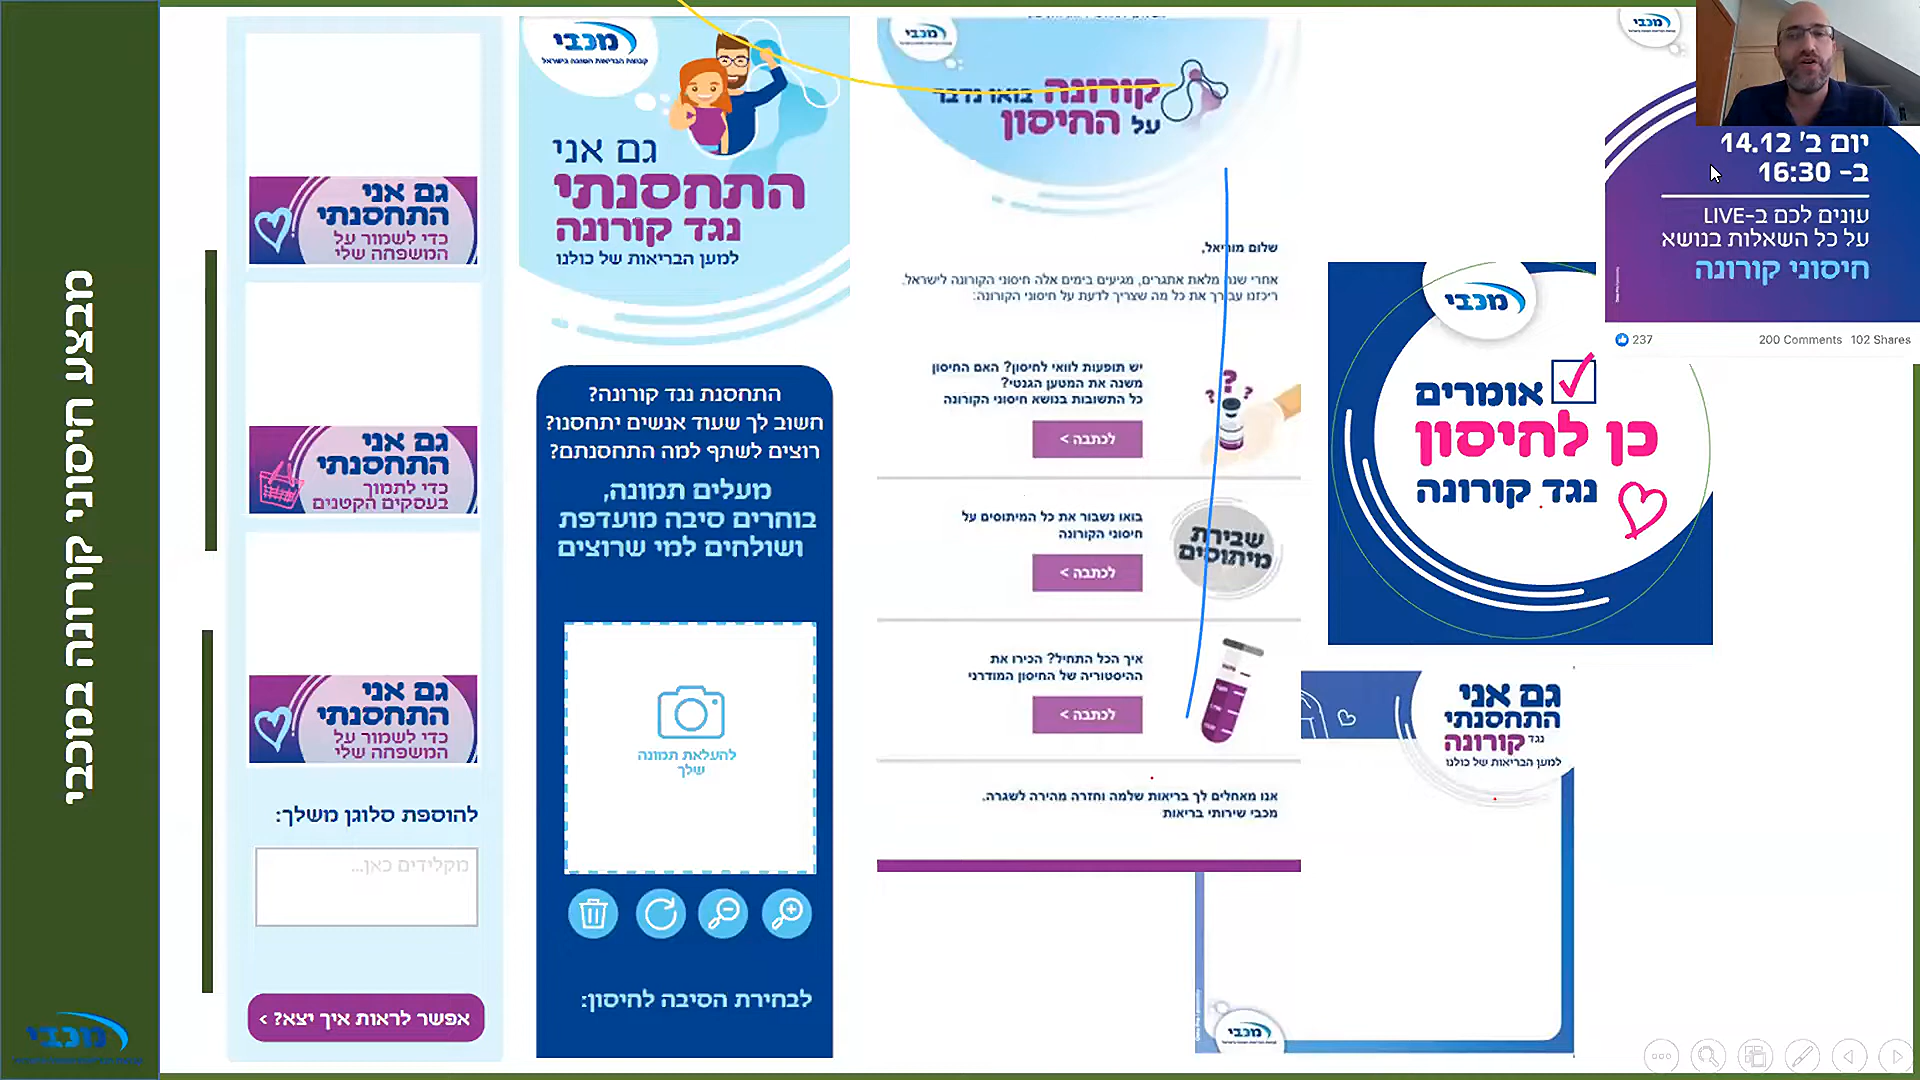 מבצע חיסוני קורונה במכבי
מכבי
גם אני
התחסנתי
כדי לשמור על
המשפחה שלי
גם אני
התחסנתי
כדי לתמוך
בעסקים הקטנים
גם אני
התחסנתי
כדי לשמור על
המשפחה שלי
להוספת סלוגן משלך:
מקלידים כאן...
אפשר לראות איך יצא? >
מכבי
קבוצת הבריאות הטובה בישראל
גם אני
התחסנתי
נגד קורונה
למען הבריאות של כולנו
התחסנת נגד קורונה?
חשוב לך שעוד אנשים יתחסנו?
רוצים לשתף למה התחסנתם?
מעלים תמונה,
בוחרים סיבה מועדפת
ושולחים למי שרוצים
להעלאת תמונה
שלך
לבחירת הסיבה לחיסון:
מכבי
קורונה בואו נדבר
על החיסון
שלום מוריאל,
אחרי שנה מלאת אתגרים, מגיעים בימים אלה חיסוני הקורונה לישראל.
ריכזנו עבורך את כל מה שצריך לדעת על חיסוני הקורונה:
יש תופעות לוואי לחיסון? האם החיסון
משנה את המטען הגנטי?
כל התשובות בנושא חיסוני הקורונה
לכתבה >
בואו נשבור את כל המיתוסים על
חיסוני הקורונה
לכתבה >
שבירת
מיתוסים
איך הכל התחיל? הכירו את
ההיסטוריה של החיסון המודרני
לכתבה >
אנו מאחלים לך בריאות שלמה וחזרה מהירה לשגרה.
מכבי שירותי בריאות
מכבי
יום ב' 14.12
ב- 16:30
עונים לכם ב-LIVE
על כל השאלות בנושא
חיסוני קורונה
237
200 Comments 102 Shares
מכבי
אומרים
כן לחיסון
נגד קורונה
גם אני
התחסנתי
נגד קורונה
למען הבריאות של כולנו
מכבי